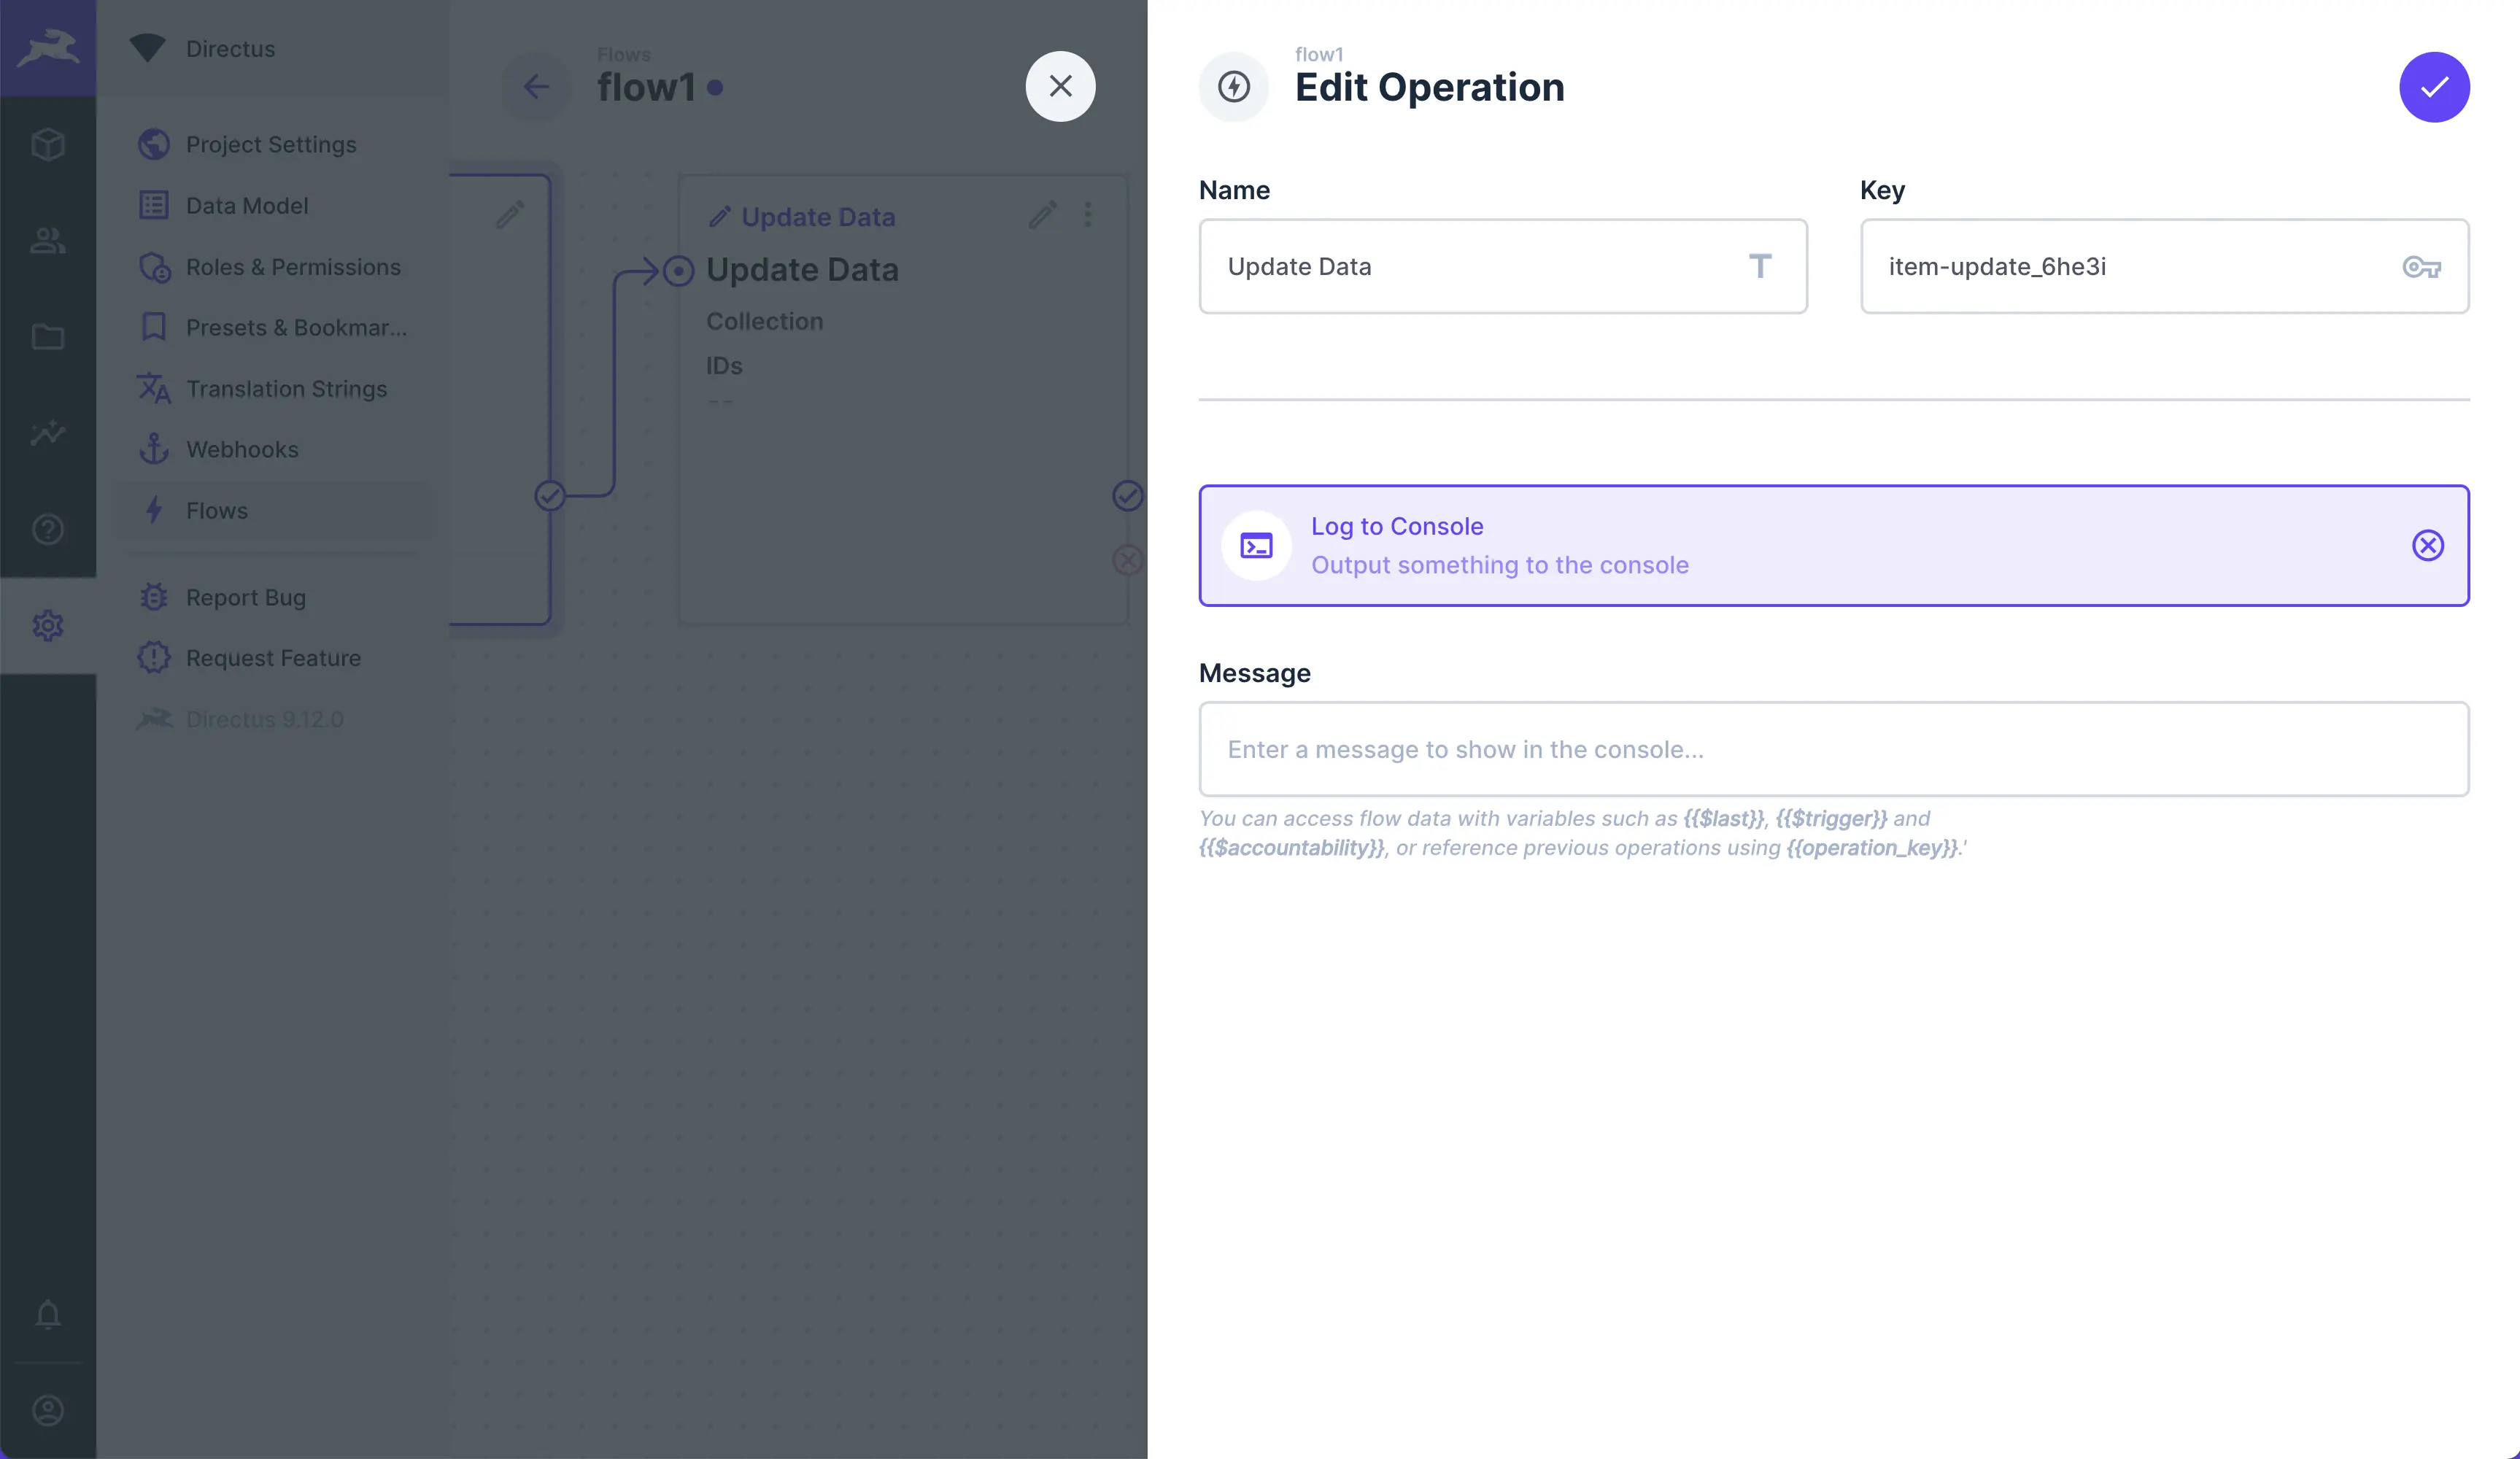 Directus
Project Settings
Data Model
Roles & Permissions
Presets & Bookmar...
Translation Strings
Webhooks
Flows
Report Bug
Request Feature
Directus 9.12.0
Flows
flow1
Update Data
Update Data
Collection
IDs
--
flow1
Edit Operation
Name
Key
Update Data
item-update_6he3i
Log to Console
Output something to the console
Message
Enter a message to show in the console...
You can access flow data with variables such as {{$last}}, {{$trigger}} and
{{$accountability}}, or reference previous operations using {{operation_key}}.'